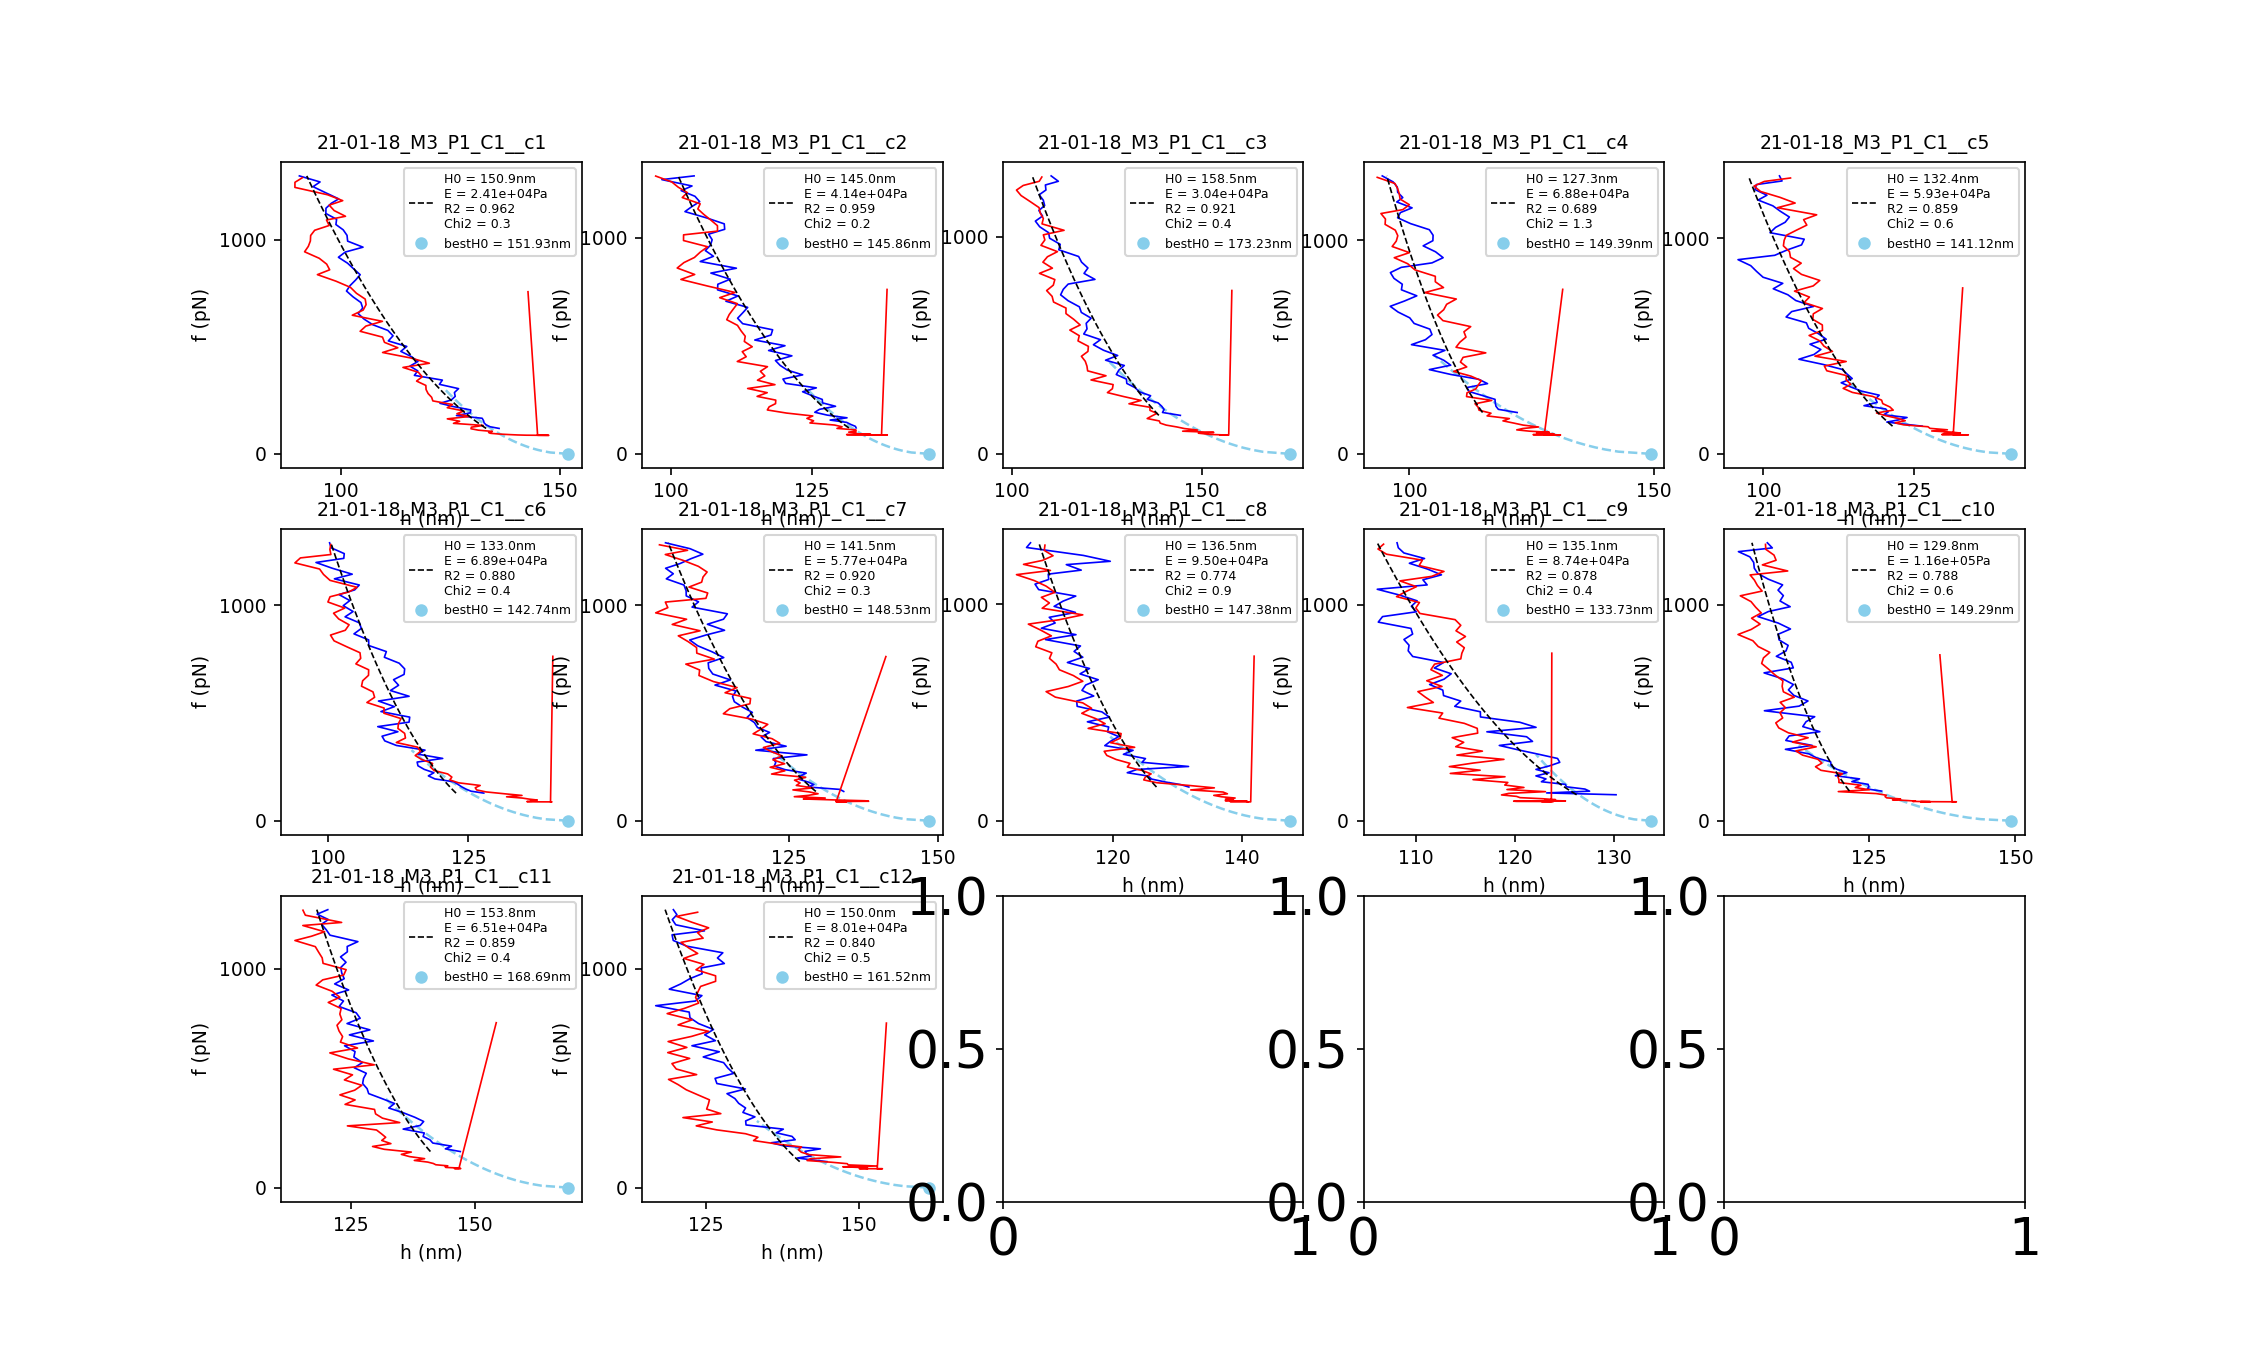 21-01-18_M3_P1_C1__c1
H0 = 150.9nm
E = 2.41e+04Pa
R2 = 0.962
Chi2 = 0.3
bestH0 = 151.93nm
f (pN)
1000
0
100
150
h (nm)
21-01-18_M3_P1_C1__c2
H0 = 145.0nm
E = 4.14e+04Pa
R2 = 0.959
Chi2 = 0.2
bestH0 = 145.86nm
f (pN)
1000
0
100
125
h (nm)
21-01-18_M3_P1_C1__c3
H0 = 158.5nm
E = 3.04e+04Pa
R2 = 0.921
Chi2 = 0.4
bestH0 = 173.23nm
f (pN)
1000
0
100
150
h (nm)
21-01-18_M3_P1_C1__c4
H0 = 127.3nm
E = 6.88e+04Pa
R2 = 0.689
Chi2 = 1.3
bestH0 = 149.39nm
f (pN)
1000
0
100
150
h (nm)
21-01-18_M3_P1_C1__c5
H0 = 132.4nm
E = 5.93e+04Pa
R2 = 0.859
Chi2 = 0.6
bestH0 = 141.12nm
f (pN)
1000
0
100
125
h (nm)
21-01-18_M3_P1_C1__c6
H0 = 133.0nm
E = 6.89e+04Pa
R2 = 0.880
Chi2 = 0.4
bestH0 = 142.74nm
f (pN)
1000
0
100
125
h (nm)
21-01-18_M3_P1_C1__c7
H0 = 141.5nm
E = 5.77e+04Pa
R2 = 0.920
Chi2 = 0.3
bestH0 = 148.53nm
f (pN)
1000
0
125
150
h (nm)
21-01-18_M3_P1_C1__c8
H0 = 136.5nm
E = 9.50e+04Pa
R2 = 0.774
Chi2 = 0.9
bestH0 = 147.38nm
f (pN)
1000
0
120
140
h (nm)
21-01-18_M3_P1_C1__c9
H0 = 135.1nm
E = 8.74e+04Pa
R2 = 0.878
Chi2 = 0.4
bestH0 = 133.73nm
f (pN)
1000
0
110
120
130
h (nm)
21-01-18_M3_P1_C1__c10
H0 = 129.8nm
E = 1.16e+05Pa
R2 = 0.788
Chi2 = 0.6
bestH0 = 149.29nm
f (pN)
1000
0
125
150
h (nm)
21-01-18_M3_P1_C1__c11
H0 = 153.8nm
E = 6.51e+04Pa
R2 = 0.859
Chi2 = 0.4
bestH0 = 168.69nm
f (pN)
1000
0
125
150
h (nm)
21-01-18_M3_P1_C1__c12
H0 = 150.0nm
E = 8.01e+04Pa
R2 = 0.840
Chi2 = 0.5
bestH0 = 161.52nm
f (pN)
1000
0
125
150
h (nm)
1.0
0.5
0.0
0
1
1.0
0.5
0.0
0
1
1.0
0.5
0.0
0
1